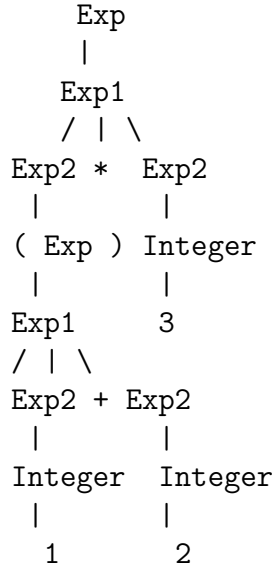 Exp
|
Exp1
/ | \
Exp2 * Exp2
| |
( Exp ) Integer
| |
Exp1 3
/ | \
Exp2 + Exp2
| |
Integer Integer
| |
1 2